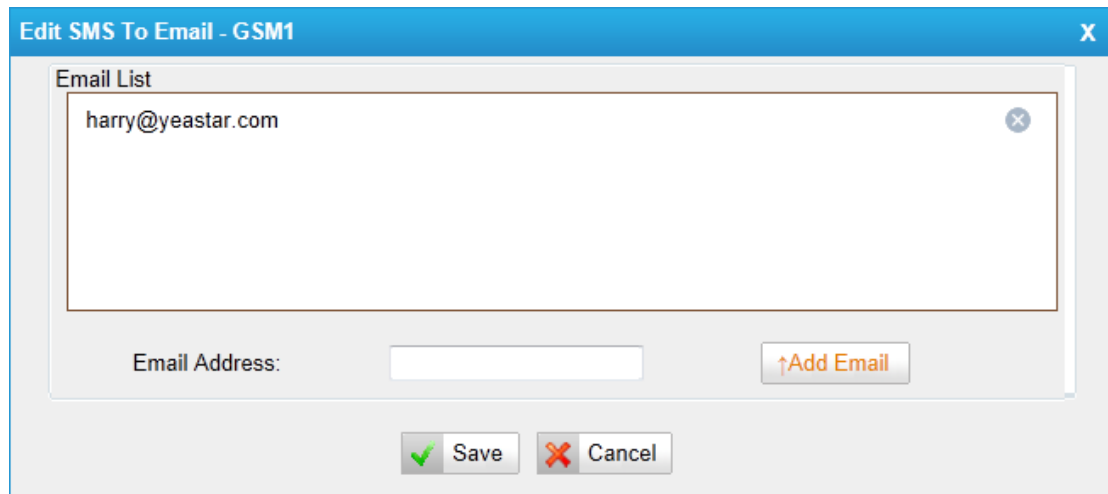 Edit SMS To Email - GSM1 X
Email List
harry@yeastar.com
Email Address: ↑Add Email
Save Cancel